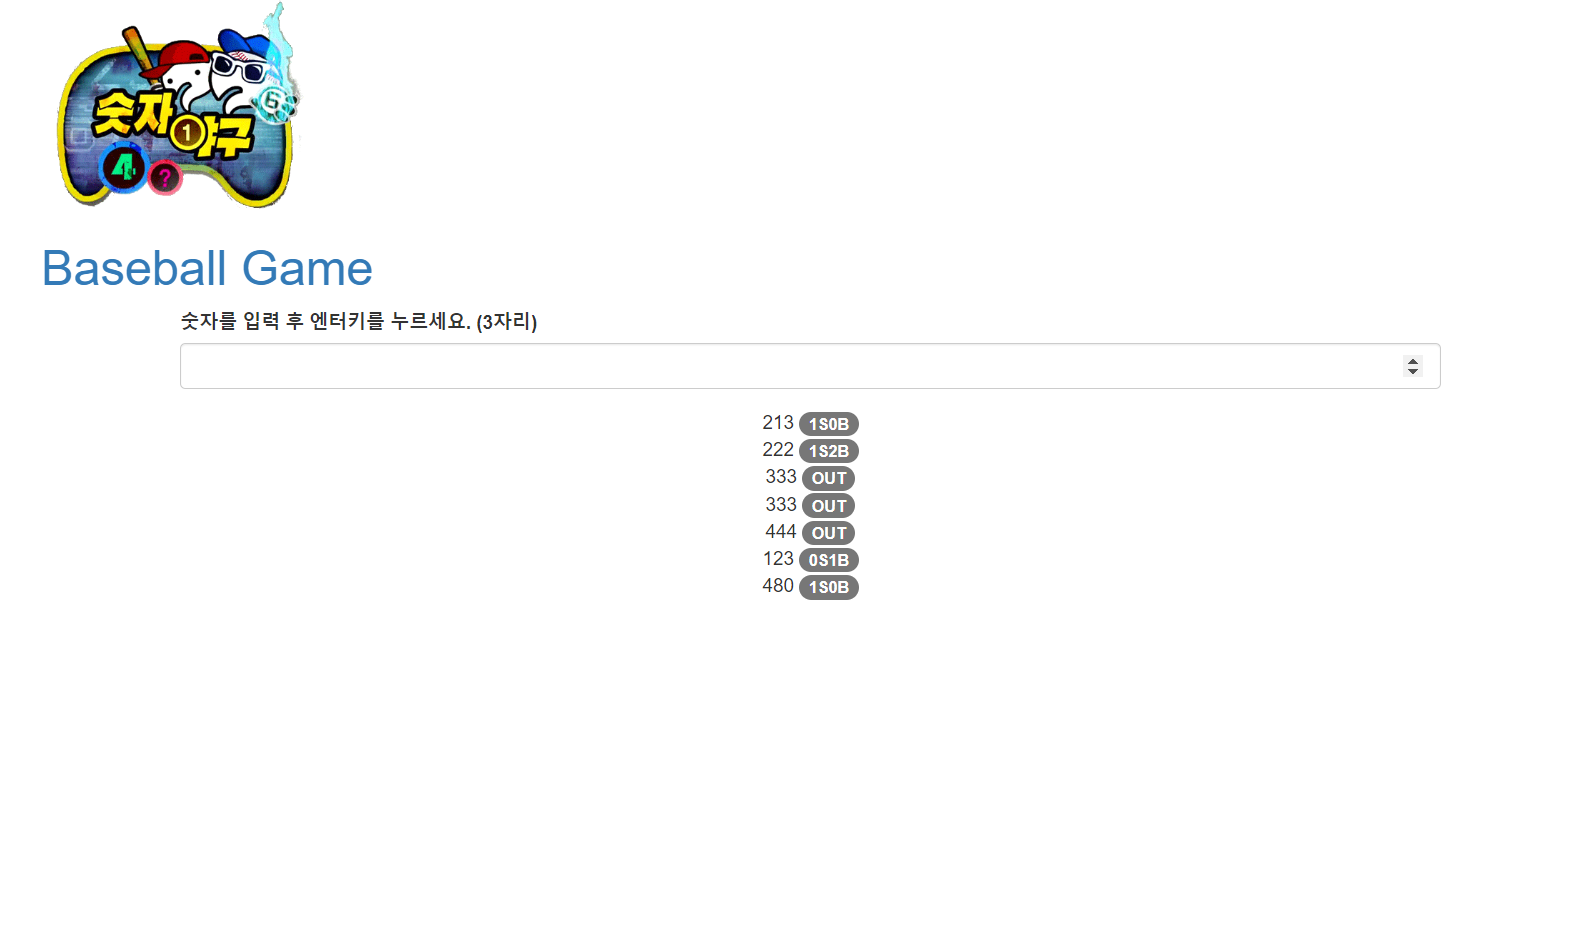 숫자야구
6
1
4
?
Baseball Game
숫자를 입력 후 엔터키를 누르세요. (3자리)
213 1S0B
222 1S2B
333 OUT
333 OUT
444 OUT
123 0S1B
480 1S0B